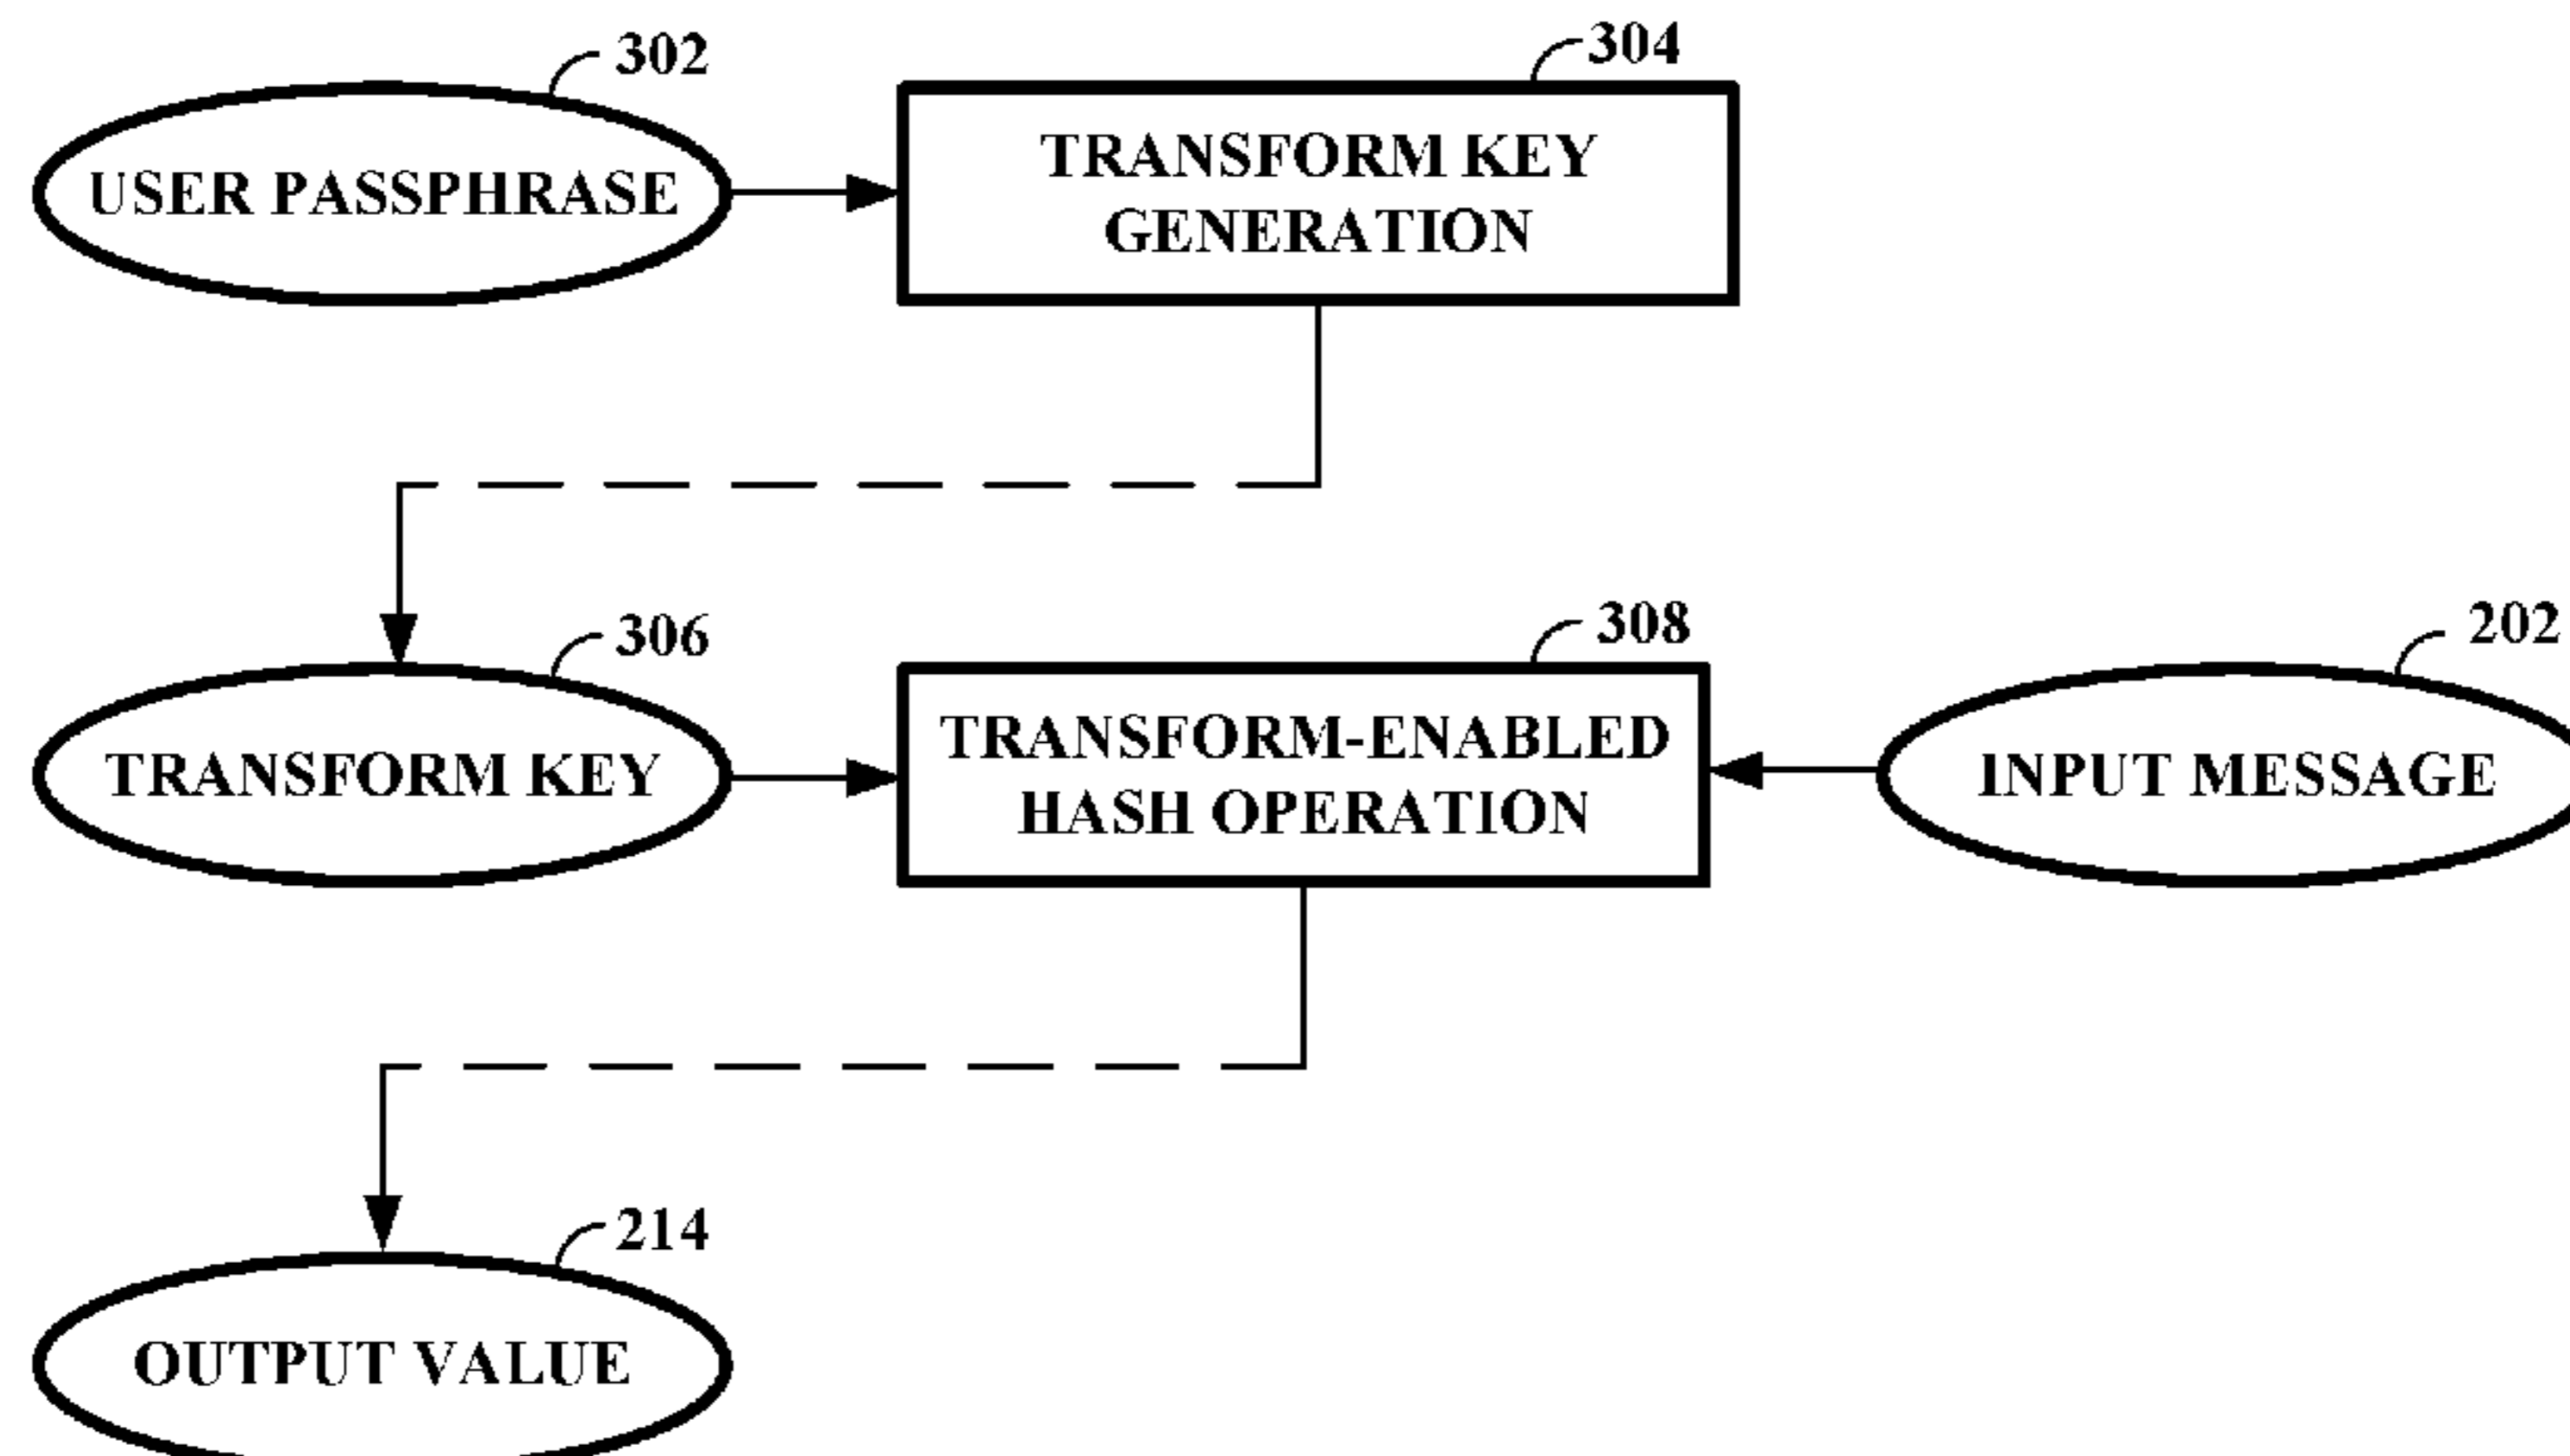 302
304
USER PASSPHRASE
TRANSFORM KEY
GENERATION
306
308
202
TRANSFORM KEY
TRANSFORM-ENABLED
HASH OPERATION
INPUT MESSAGE
214
OUTPUT VALUE